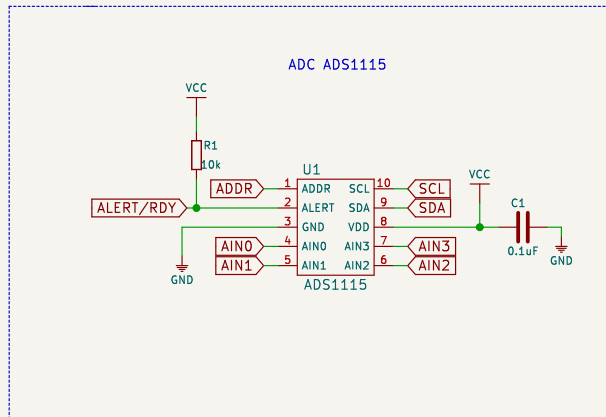 ADC ADS1115
VCC
R1
10k
U1
VCC
ADDR 1 ADDR SCL 10 SCL
C1
ALERT/RDY 2 ALERT SDA 9 SDA
3 GND VDD 8
0.1uF
AIN0 4 AIN0 AIN3 7 AIN3
GND
AIN1 5 AIN1 AIN2 6 AIN2
GND
ADS1115